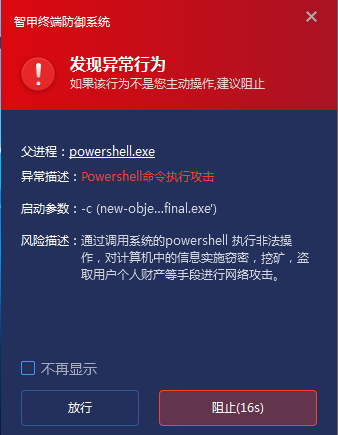 智甲终端防御系统
发现异常行为
如果该行为不是您主动操作,建议阻止
父进程：powershell.exe
异常描述：Powershell命令执行攻击
启动参数：-c (new-obje...final.exe')
风险描述：通过调用系统的powershell 执行非法操
作，对计算机中的信息实施窃密，挖矿，盗
取用户个人财产等手段进行网络攻击。
不再显示
放行
阻止(16s)